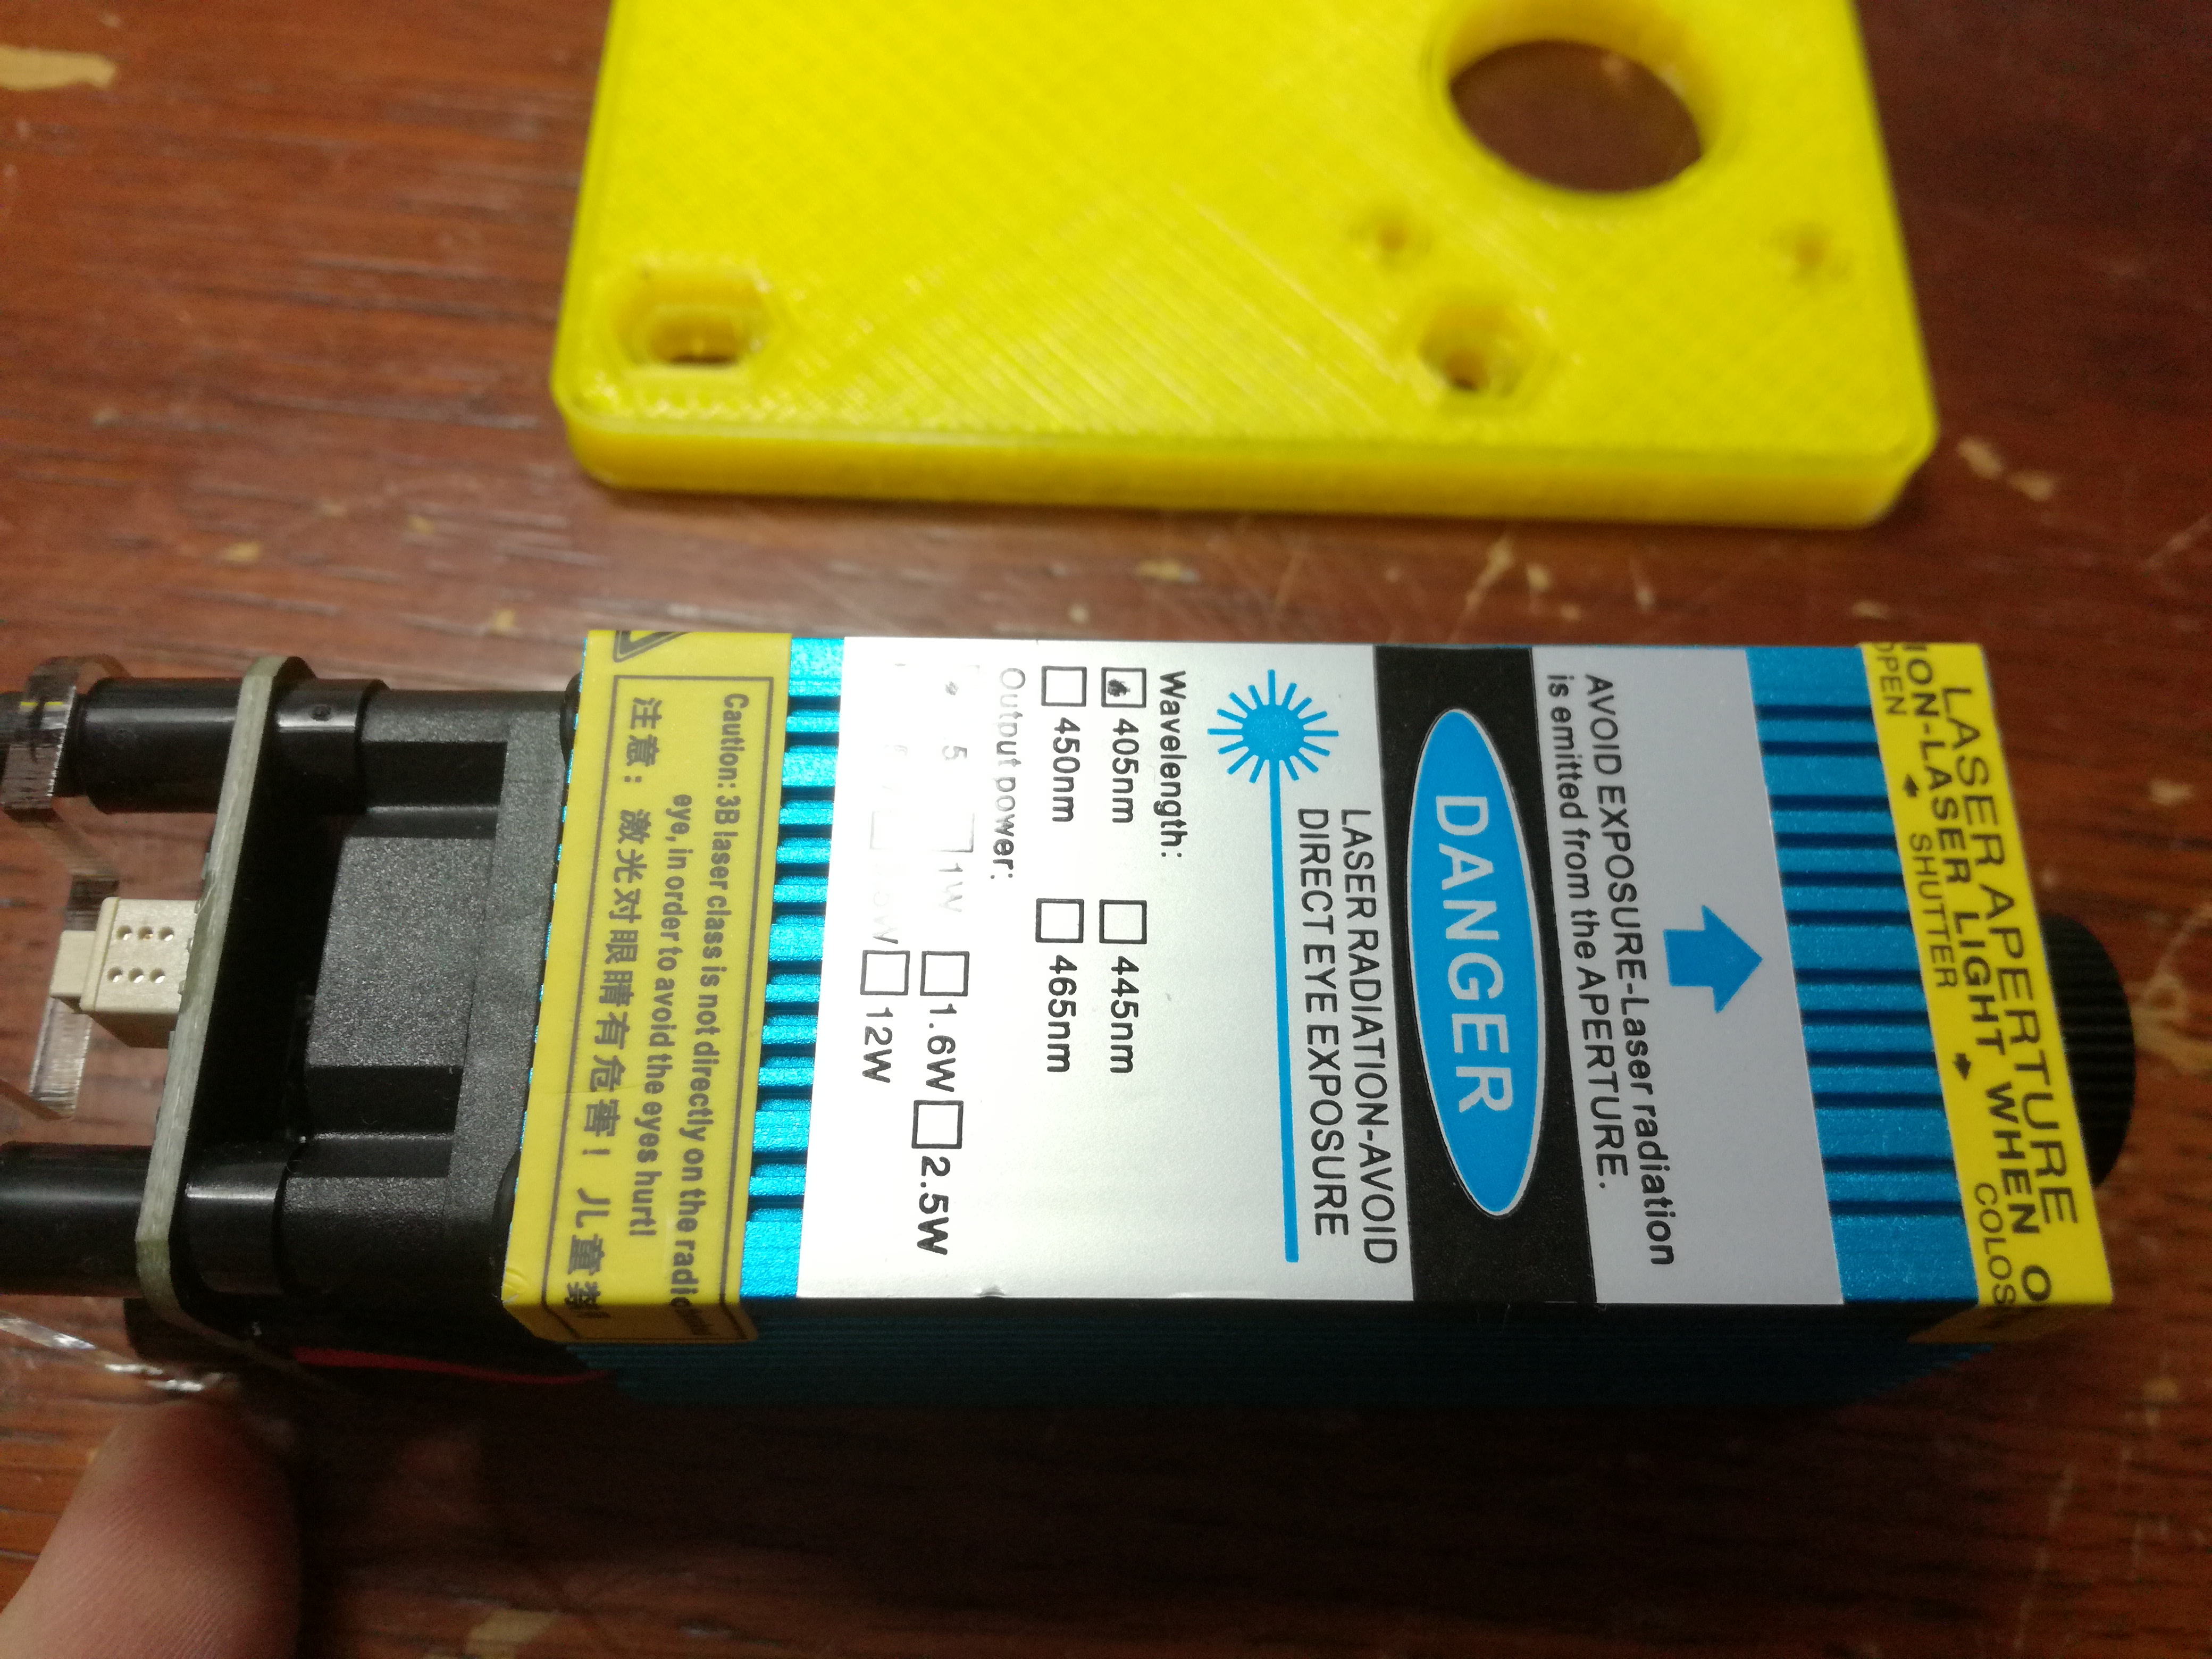 LASER APERTURE
ION-LASER LIGHT WHEN O
OPEN SHUTTER COLOS
AVOID EXPOSURE-Laser radiation
is emitted from the APERTURE.
DANGER
LASER RADIATION-AVOID
DIRECT EYE EXPOSURE
Wavelength:
405nm 445nm
450nm 465nm
Output power:
5 1W 1.6W 2.5W
5W 12W
Caution: 3B laser class is not directly on the
eye, in order to avoid the eyes hurt!
注意: 激光对眼睛有危害! 儿童